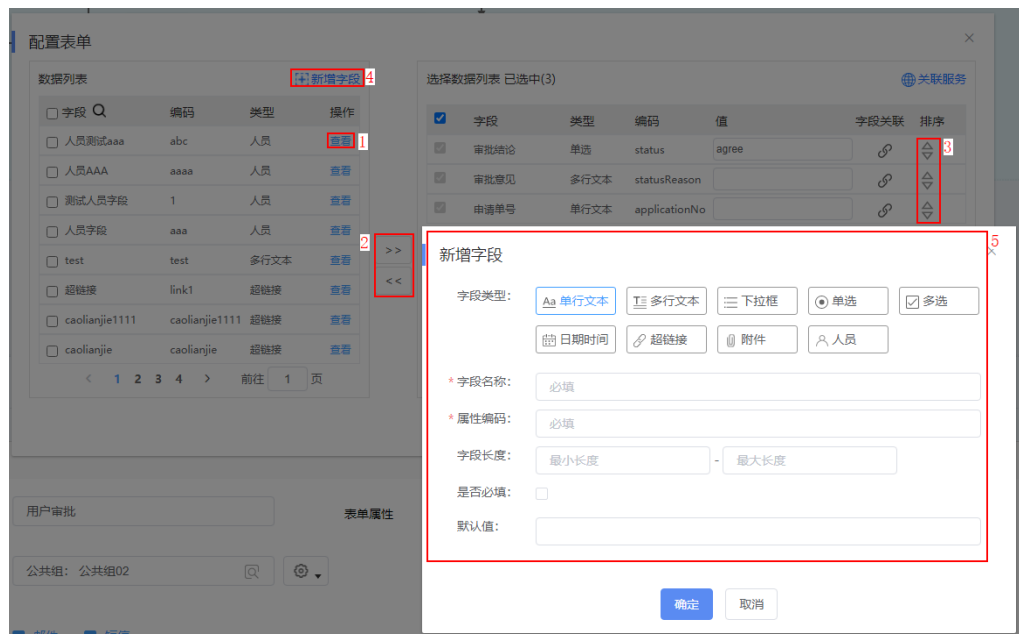 配置表单
数据列表 新增字段 4 选择数据列表 已选中(3) 关联服务
字段 编码 类型 操作 字段 类型 编码 值 字段关联 排序
人员测试aaa abc 人员 查看 1 审批结论 单选 status agree 3
人员AAA aaaa 人员 查看 审批意见 多行文本 statusReason
测试人员字段 1 人员 查看 申请单号 单行文本 applicationNo
人员字段 aaa 人员 查看 2 >>
test test 多行文本 查看 <<
超链接 link1 超链接 查看
caolianjie1111 caolianjie1111 超链接 查看
caolianjie caolianjie 超链接 查看
< 1 2 3 4 > 前往 1 页
新增字段 5
字段类型: Aa 单行文本 多行文本 下拉框 单选 多选
日期时间 超链接 附件 人员
*字段名称: 必填
*属性编码: 必填
字段长度: 最小长度 - 最大长度
是否必填:
默认值:
确定 取消
用户审批 表单属性
公共组: 公共组02
邮件 短信